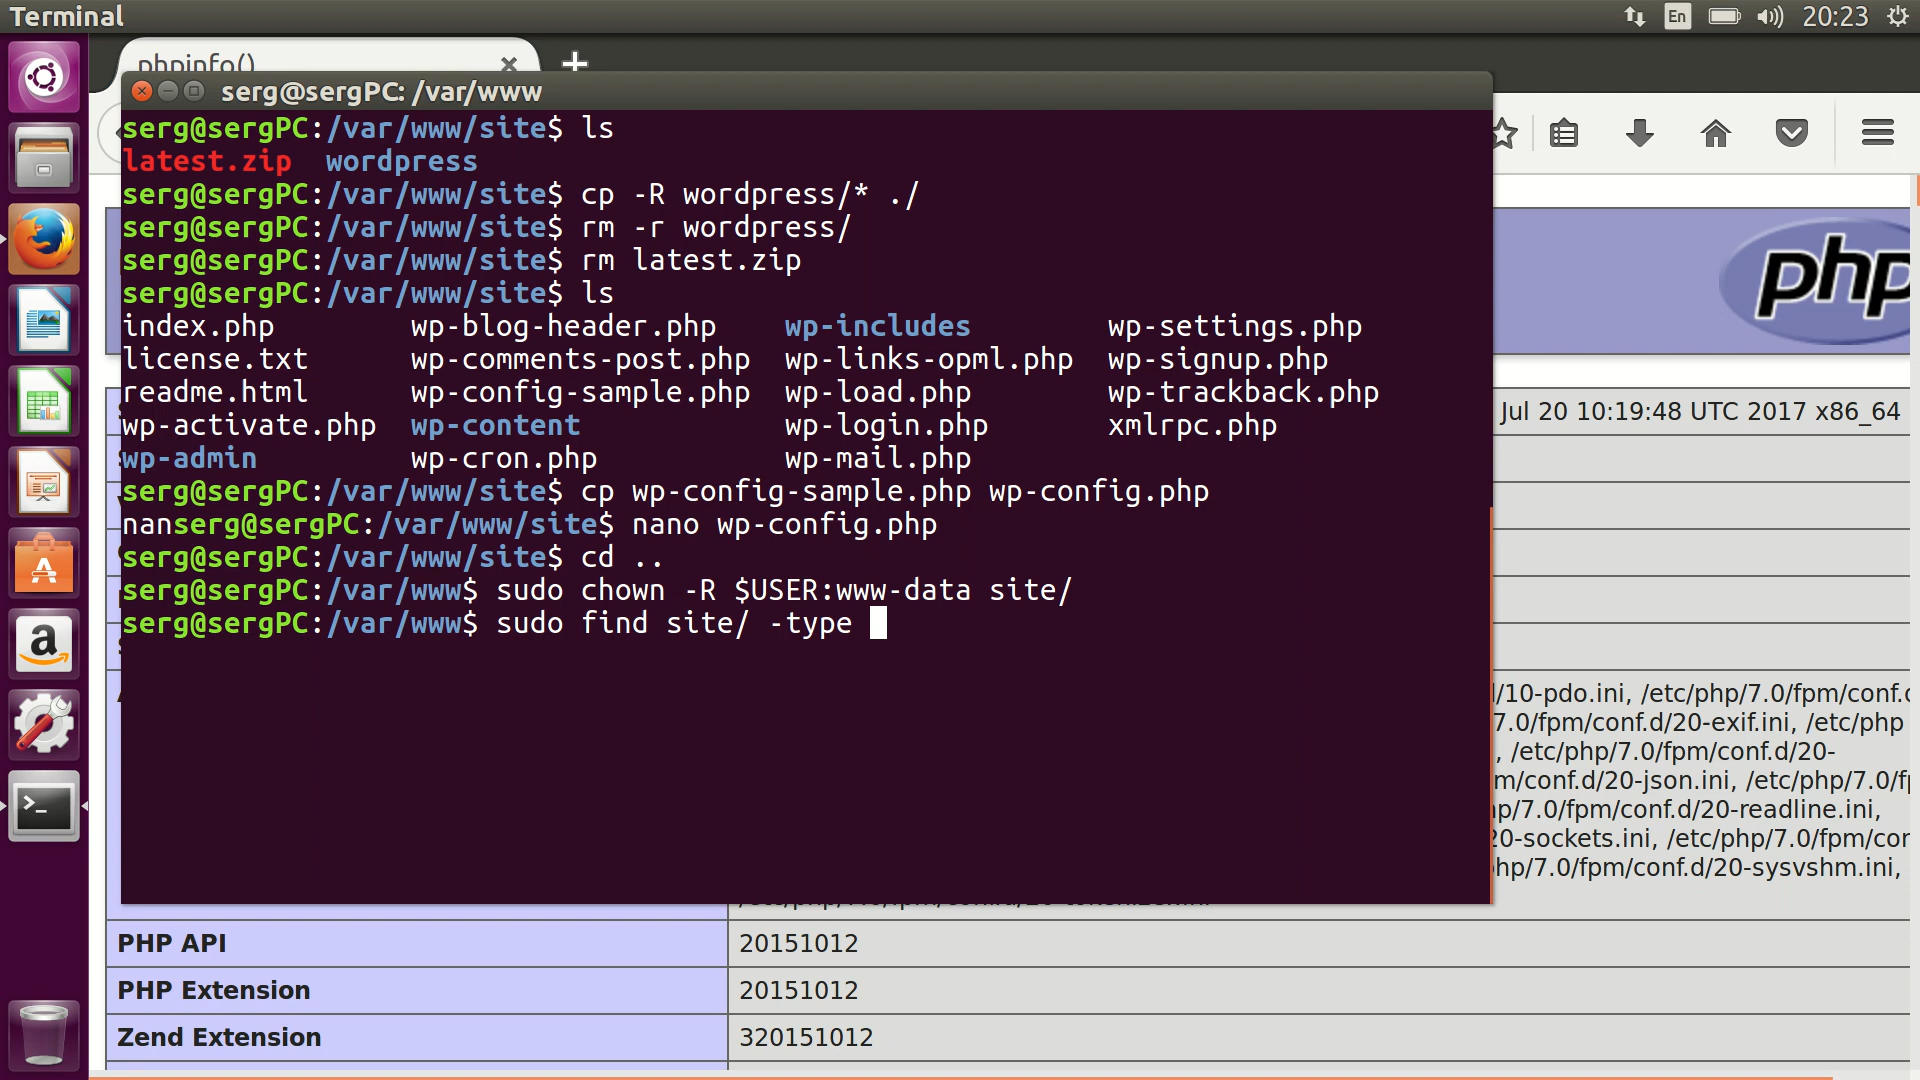 Terminal
En
20:23
phpinfo()
serg@sergPC: /var/www
serg@sergPC:/var/www/site$ ls
latest.zip  wordpress
serg@sergPC:/var/www/site$ cp -R wordpress/* ./
serg@sergPC:/var/www/site$ rm -r wordpress/
serg@sergPC:/var/www/site$ rm latest.zip
serg@sergPC:/var/www/site$ ls
index.php        wp-blog-header.php    wp-includes        wp-settings.php
license.txt      wp-comments-post.php  wp-links-opml.php  wp-signup.php
readme.html      wp-config-sample.php  wp-load.php        wp-trackback.php
wp-activate.php  wp-content            wp-login.php       xmlrpc.php
wp-admin         wp-cron.php           wp-mail.php
serg@sergPC:/var/www/site$ cp wp-config-sample.php wp-config.php
nanserg@sergPC:/var/www/site$ nano wp-config.php
serg@sergPC:/var/www/site$ cd ..
serg@sergPC:/var/www$ sudo chown -R $USER:www-data site/
serg@sergPC:/var/www$ sudo find site/ -type
php
Jul 20 10:19:48 UTC 2017 x86_64
/10-pdo.ini, /etc/php/7.0/fpm/conf.
7.0/fpm/conf.d/20-exif.ini, /etc/php
, /etc/php/7.0/fpm/conf.d/20-
m/conf.d/20-json.ini, /etc/php/7.0/f
p/7.0/fpm/conf.d/20-readline.ini,
20-sockets.ini, /etc/php/7.0/fpm/co
hp/7.0/fpm/conf.d/20-sysvshm.ini,
PHP API 20151012
PHP Extension 20151012
Zend Extension 320151012